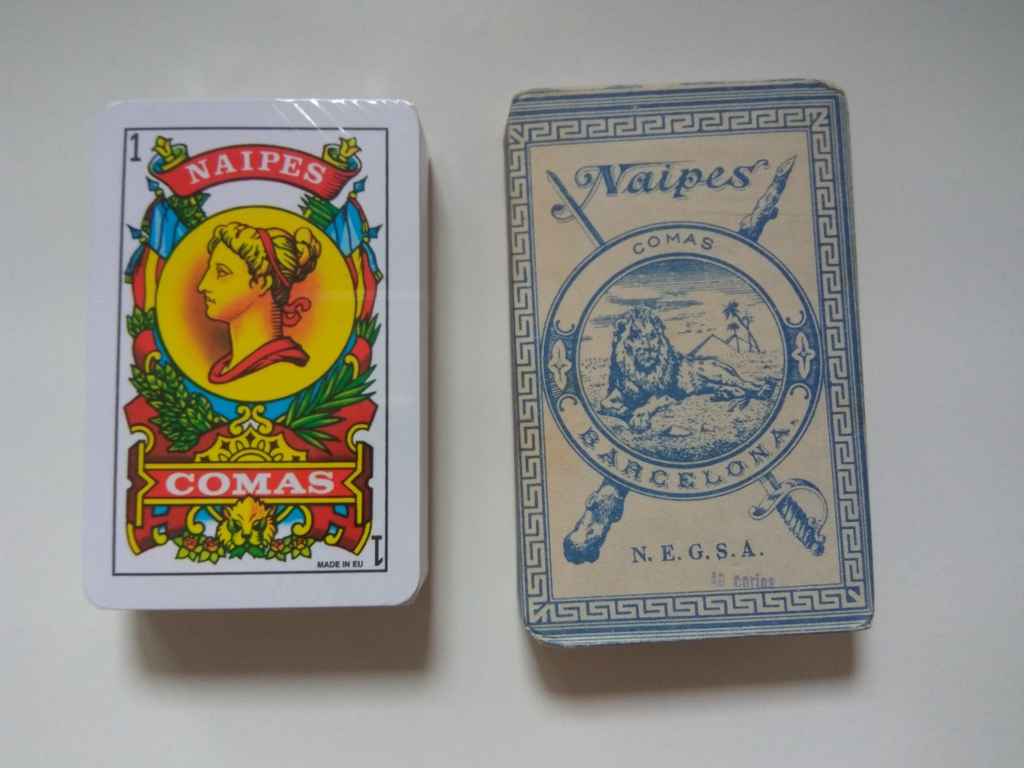 1
NAIPES
COMAS
MADE IN EU
1
Naipes
COMAS
BARCELONA.
N. E. G. S. A.
40 cartas